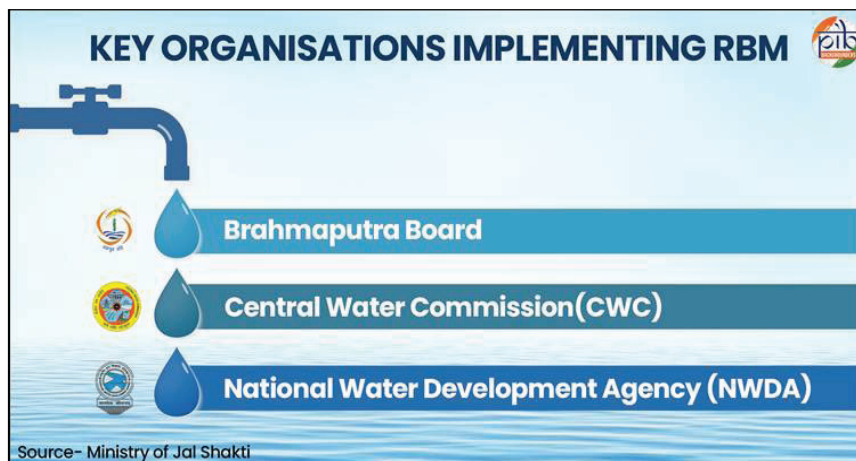 KEY ORGANISATIONS IMPLEMENTING RBM
pib
Brahmaputra Board
Central Water Commission(CWC)
National Water Development Agency (NWDA)
Source- Ministry of Jal Shakti